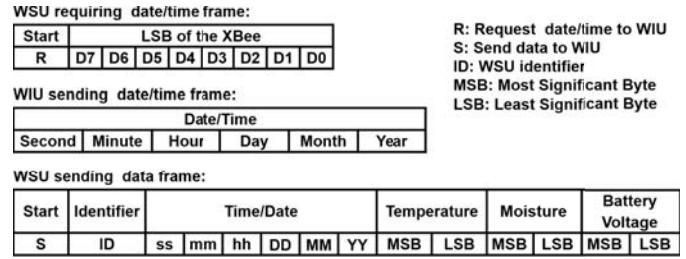 WSU requiring date/time frame:
Start LSB of the XBee
R D7 D6 D5 D4 D3 D2 D1 D0
R: Request date/time to WIU
S: Send data to WIU
ID: WSU identifier
MSB: Most Significant Byte
LSB: Least Significant Byte
WIU sending date/time frame:
Date/Time
Second Minute Hour Day Month Year
WSU sending data frame:
Start Identifier Time/Date Temperature Moisture Battery Voltage
S ID ss mm hh DD MM YY MSB LSB MSB LSB MSB LSB